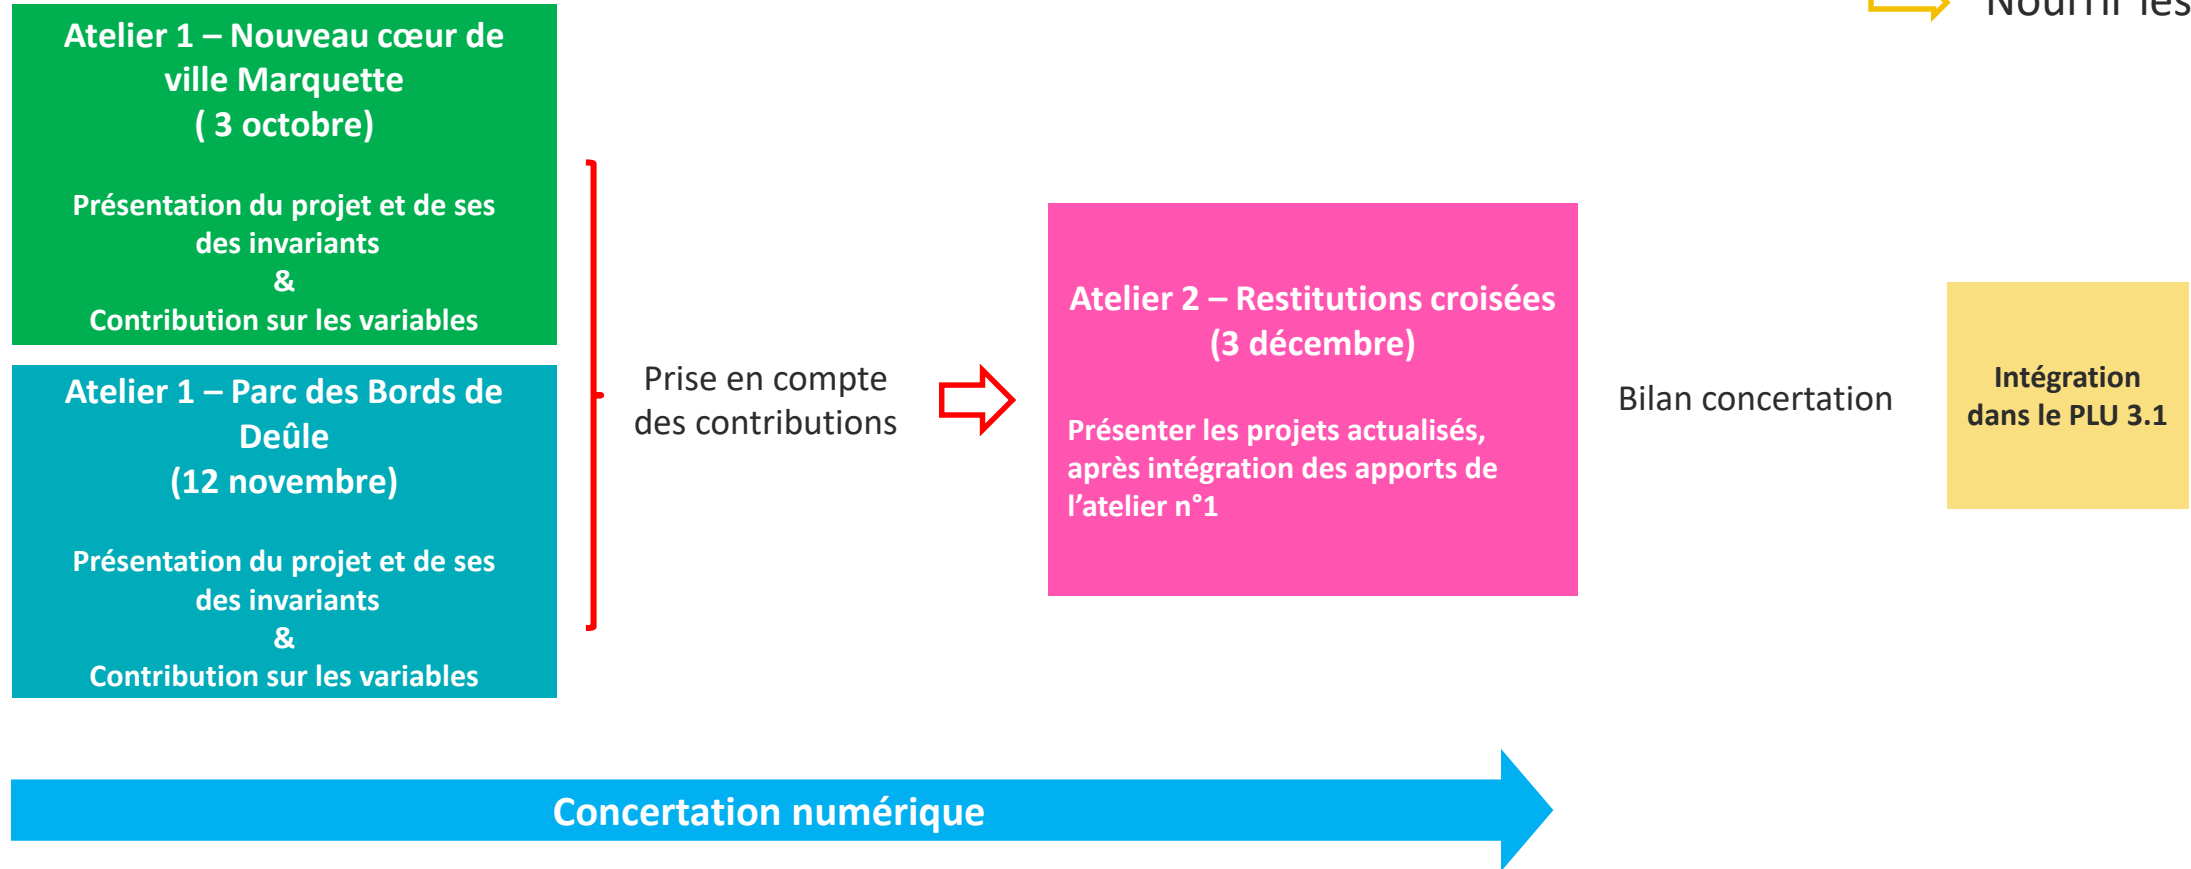 Nourrir les
Atelier 1 – Nouveau cœur de
ville Marquette
( 3 octobre)
Présentation du projet et de ses
des invariants
&
Contribution sur les variables
Atelier 1 – Parc des Bords de
Deûle
(12 novembre)
Présentation du projet et de ses
des invariants
&
Contribution sur les variables
Prise en compte
des contributions
Atelier 2 – Restitutions croisées
(3 décembre)
Présenter les projets actualisés,
après intégration des apports de
l’atelier n°1
Bilan concertation
Intégration
dans le PLU 3.1
Concertation numérique